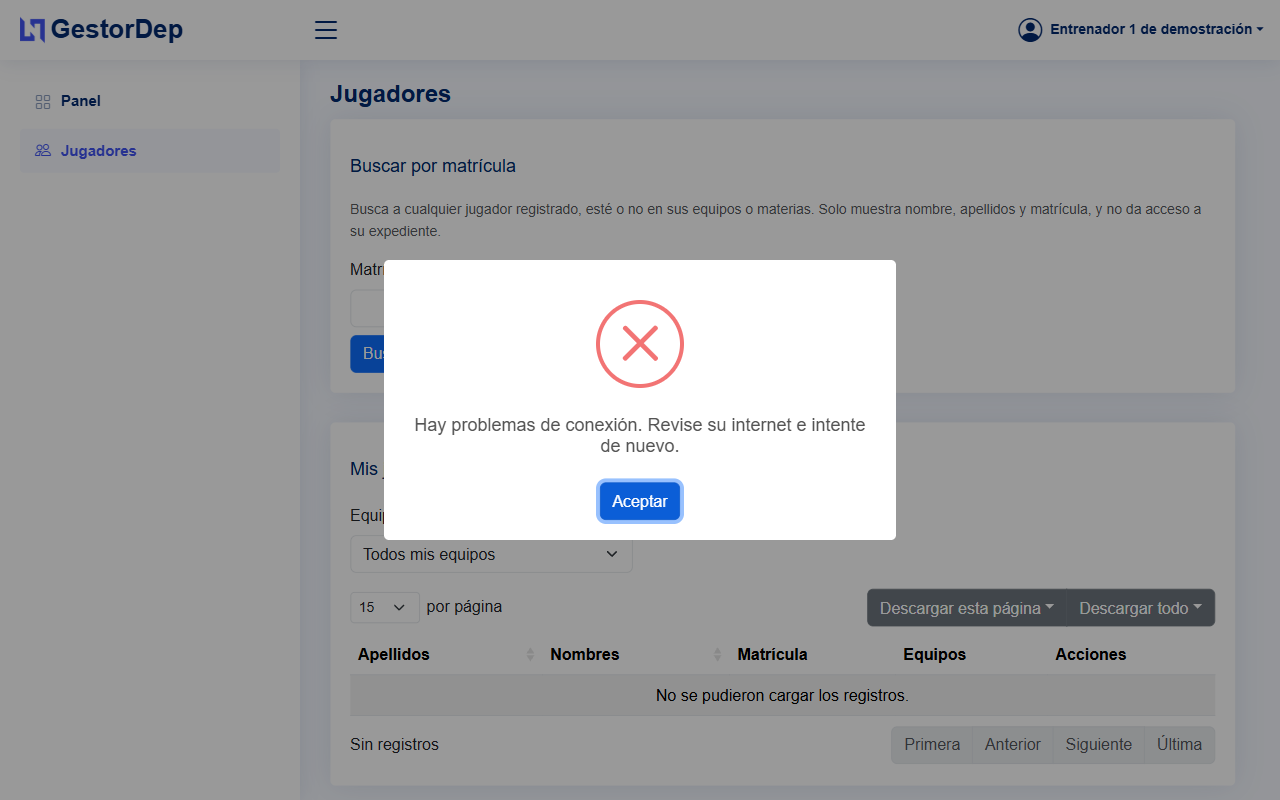 GestorDep
Entrenador 1 de demostración
Panel
Jugadores
Jugadores
Buscar por matrícula
Busca a cualquier jugador registrado, esté o no en sus equipos o materias. Solo muestra nombre, apellidos y matrícula, y no da acceso a
su expediente.
Hay problemas de conexión. Revise su internet e intente
de nuevo.
Aceptar
Mis
Todos mis equipos
15 por página
Descargar esta página Descargar todo
Apellidos Nombres Matrícula Equipos Acciones
No se pudieron cargar los registros.
Sin registros
Primera Anterior Siguiente Última